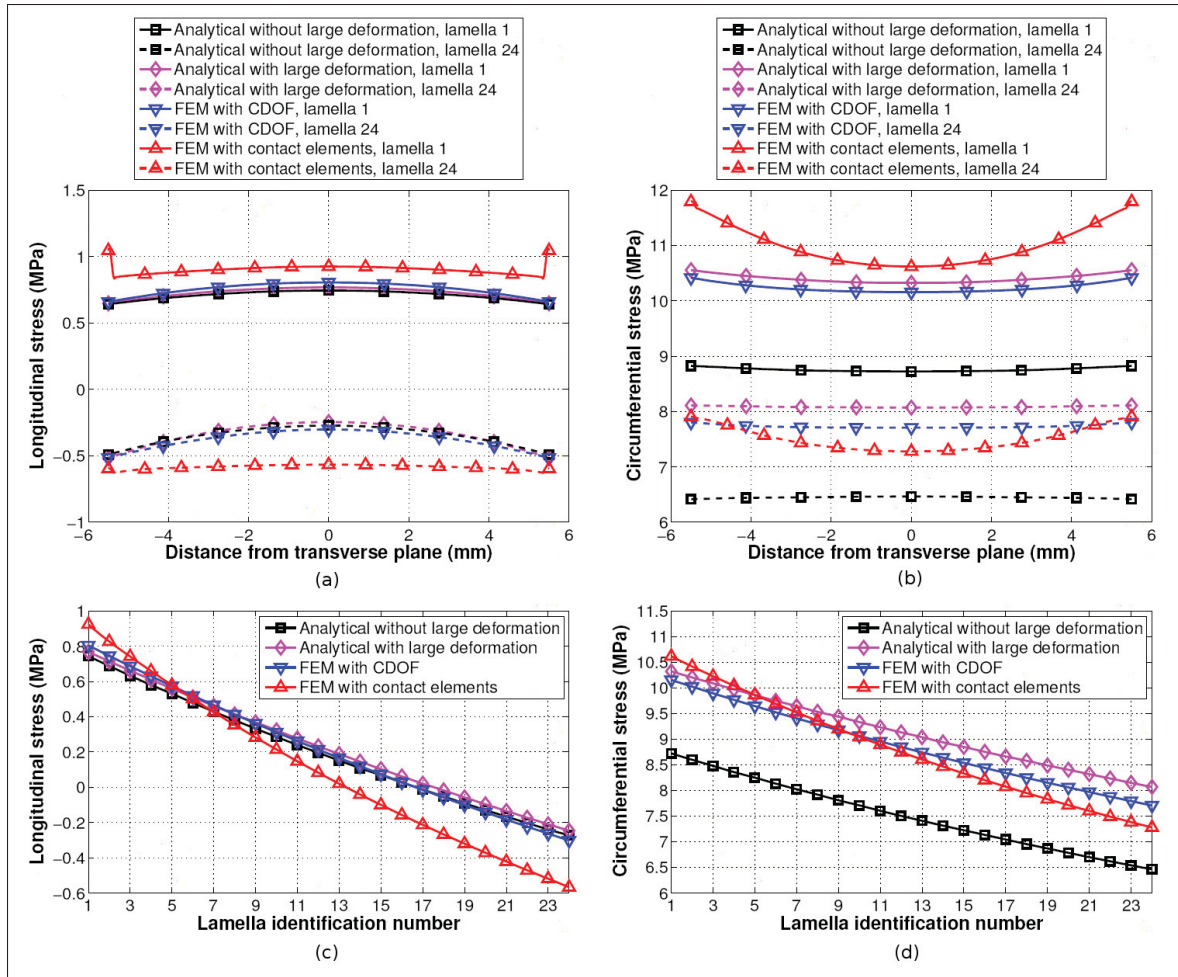 Analytical without large deformation, lamella 1
Analytical without large deformation, lamella 24
Analytical with large deformation, lamella 1
Analytical with large deformation, lamella 24
FEM with CDOF, lamella 1
FEM with CDOF, lamella 24
FEM with contact elements, lamella 1
FEM with contact elements, lamella 24
1.5
1
0.5
0
−0.5
−1
Longitudinal stress (MPa)
−6 −4 −2 0 2 4 6
Distance from transverse plane (mm)
(a)
Analytical without large deformation, lamella 1
Analytical without large deformation, lamella 24
Analytical with large deformation, lamella 1
Analytical with large deformation, lamella 24
FEM with CDOF, lamella 1
FEM with CDOF, lamella 24
FEM with contact elements, lamella 1
FEM with contact elements, lamella 24
12
11
10
9
8
7
6
Circumferential stress (MPa)
−6 −4 −2 0 2 4 6
Distance from transverse plane (mm)
(b)
Analytical without large deformation
Analytical with large deformation
FEM with CDOF
FEM with contact elements
1
0.8
0.6
0.4
0.2
0
−0.2
−0.4
−0.6
Longitudinal stress (MPa)
1 3 5 7 9 11 13 15 17 19 21 23
Lamella identification number
(c)
Analytical without large deformation
Analytical with large deformation
FEM with CDOF
FEM with contact elements
11.5
11
10.5
10
9.5
9
8.5
8
7.5
7
6.5
6
Circumferential stress (MPa)
1 3 5 7 9 11 13 15 17 19 21 23
Lamella identification number
(d)